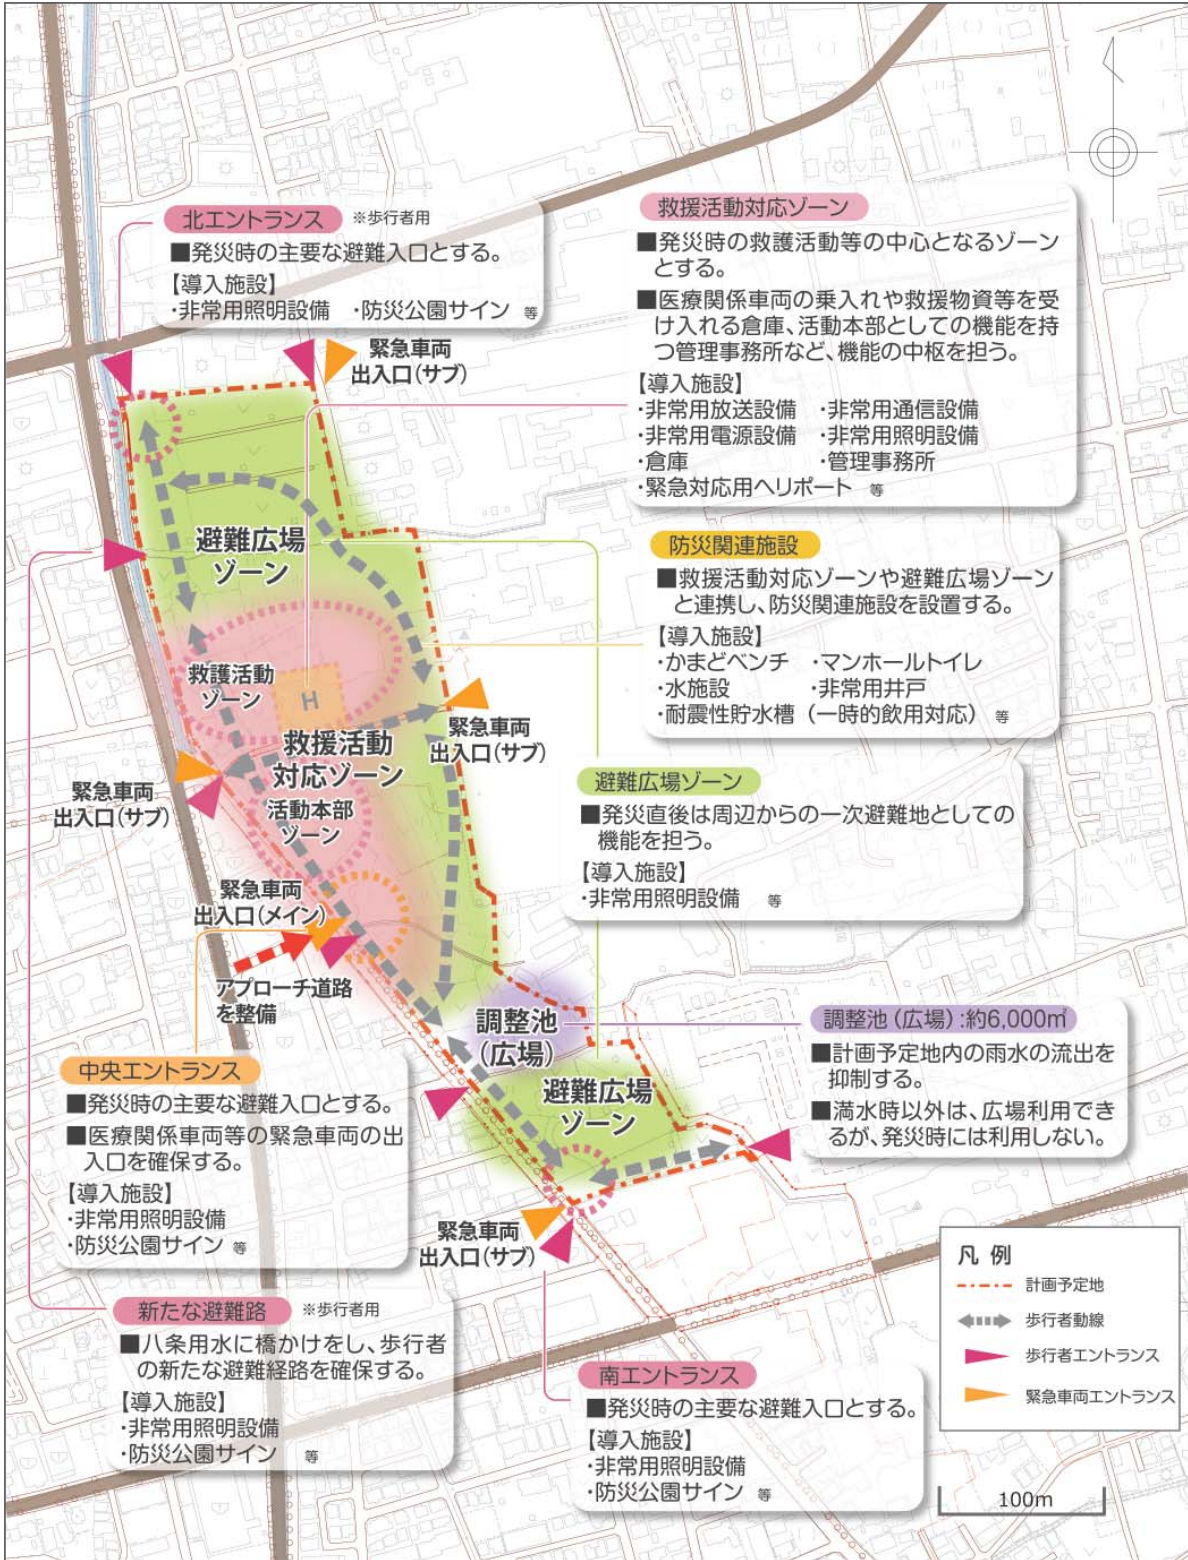 北エントランス ※歩行者用
■発災時の主要な避難入口とする。
【導入施設】
・非常用照明設備 ・防災公園サイン 等
救援活動対応ゾーン
■発災時の救護活動等の中心となるゾーン
とする。
■医療関係車両の乗入れや救援物資等を受
け入れる倉庫、活動本部としての機能を持
つ管理事務所など、機能の中枢を担う。
【導入施設】
・非常用放送設備 ・非常用通信設備
・非常用電源設備 ・非常用照明設備
・倉庫 ・管理事務所
・緊急対応用ヘリポート 等
緊急車両
出入口(サブ)
避難広場
ゾーン
防災関連施設
■救援活動対応ゾーンや避難広場ゾーン
と連携し、防災関連施設を設置する。
【導入施設】
・かまどベンチ ・マンホールトイレ
・水施設 ・非常用井戸
・耐震性貯水槽 (一時的飲用対応) 等
救護活動
ゾーン
H
緊急車両
出入口(サブ)
救援活動
対応ゾーン
緊急車両
出入口(サブ)
活動本部
ゾーン
避難広場ゾーン
■発災直後は周辺からの一次避難地としての
機能を担う。
【導入施設】
・非常用照明設備 等
緊急車両
出入口(メイン)
アプローチ道路
を整備
調整池
(広場)
調整池(広場):約6,000㎡
■計画予定地内の雨水の流出を
抑制する。
■満水時以外は、広場利用でき
るが、発災時には利用しない。
中央エントランス
■発災時の主要な避難入口とする。
■医療関係車両等の緊急車両の出
入口を確保する。
【導入施設】
・非常用照明設備
・防災公園サイン 等
避難広場
ゾーン
緊急車両
出入口(サブ)
新たな避難路 ※歩行者用
■八条用水に橋かけをし、歩行者
の新たな避難経路を確保する。
【導入施設】
・非常用照明設備
・防災公園サイン 等
南エントランス
■発災時の主要な避難入口とする。
【導入施設】
・非常用照明設備
・防災公園サイン 等
凡 例
計画予定地
歩行者動線
歩行者エントランス
緊急車両エントランス
100m